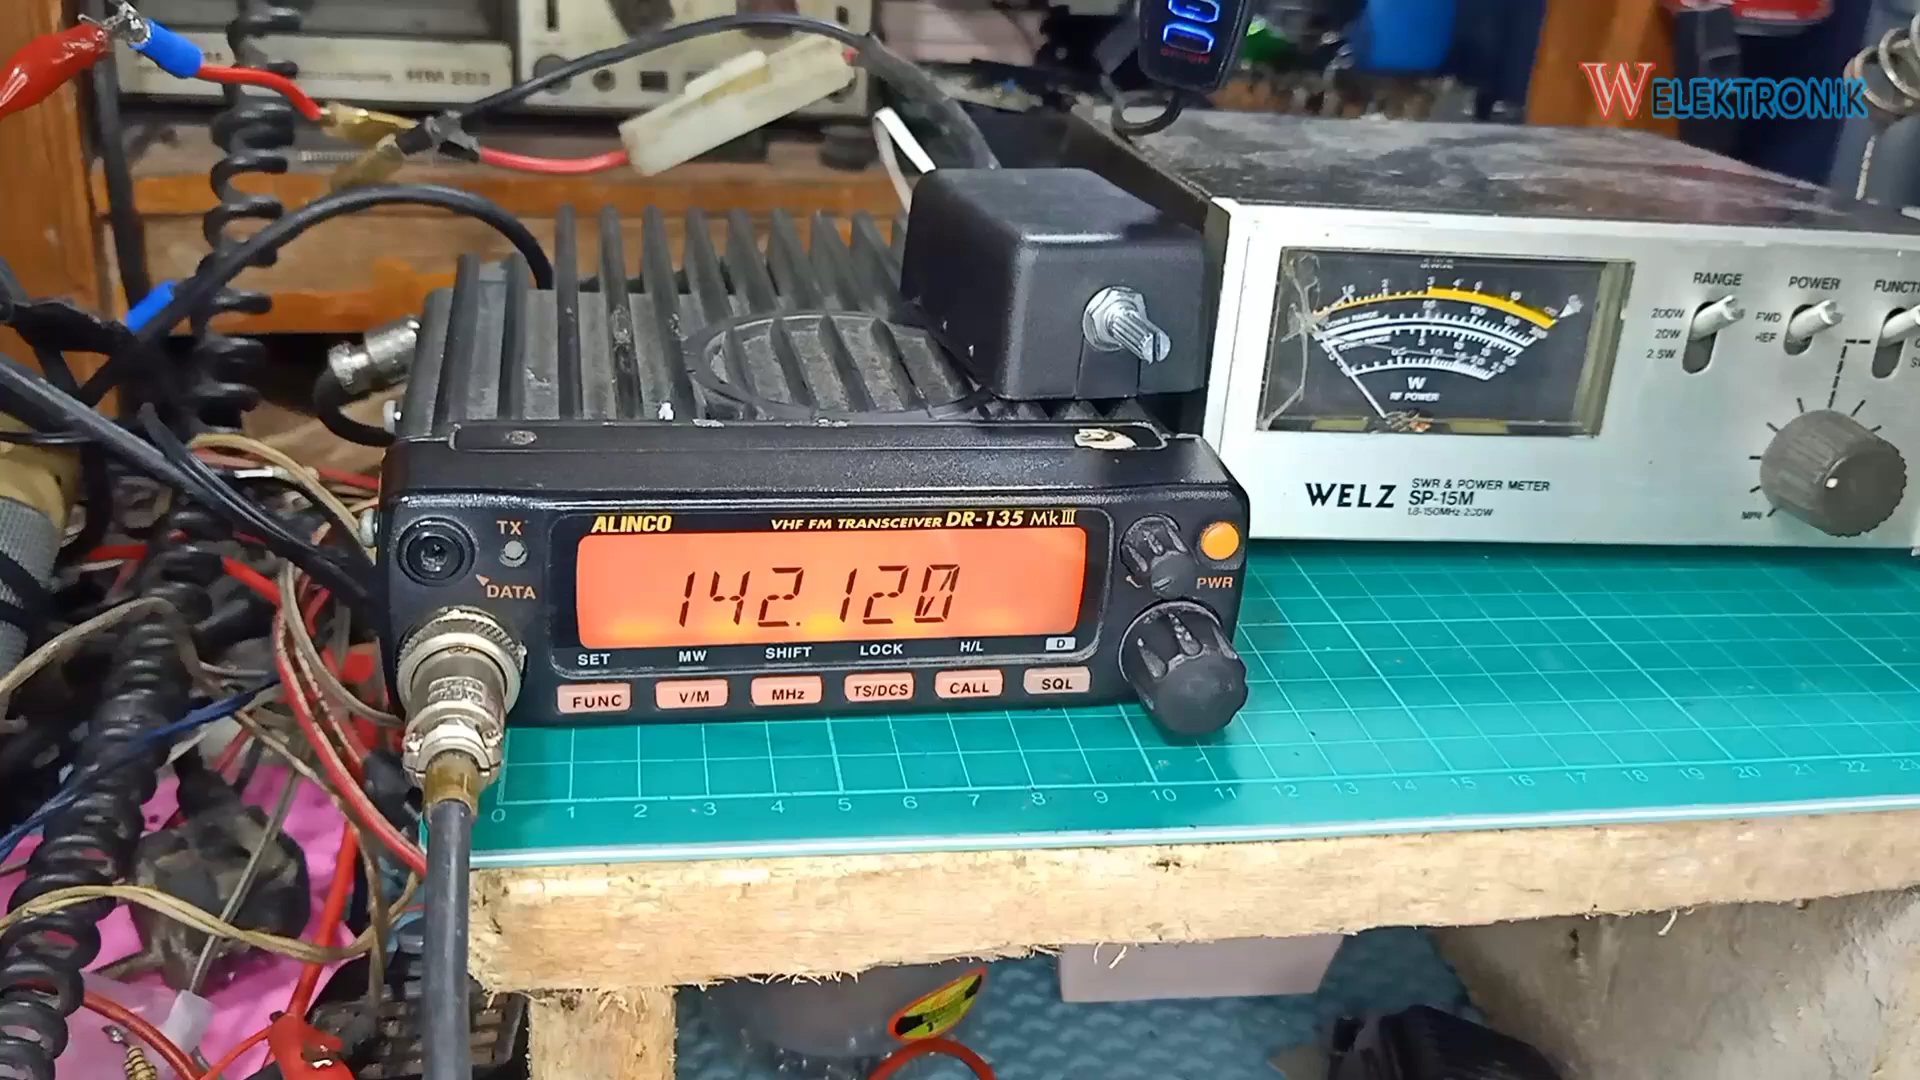 WELEKTRONIK
RANGE
POWER
200W
20W
2.5W
FWD
REF
W
RF POWER
WELZ
SWR & POWER METER
SP-15M
1.8-150MHz 200W
ALINCO
VHF FM TRANSCEIVER DR-135 MkIII
TX
DATA
142.120
PWR
SET
MW
SHIFT
LOCK
H/L
D
FUNC
V/M
MHz
TS/DCS
CALL
SQL
0 1 2 3 4 5 6 7 8 9 10 11 12 13 14 15 16 17 18 19 20 21 22 23